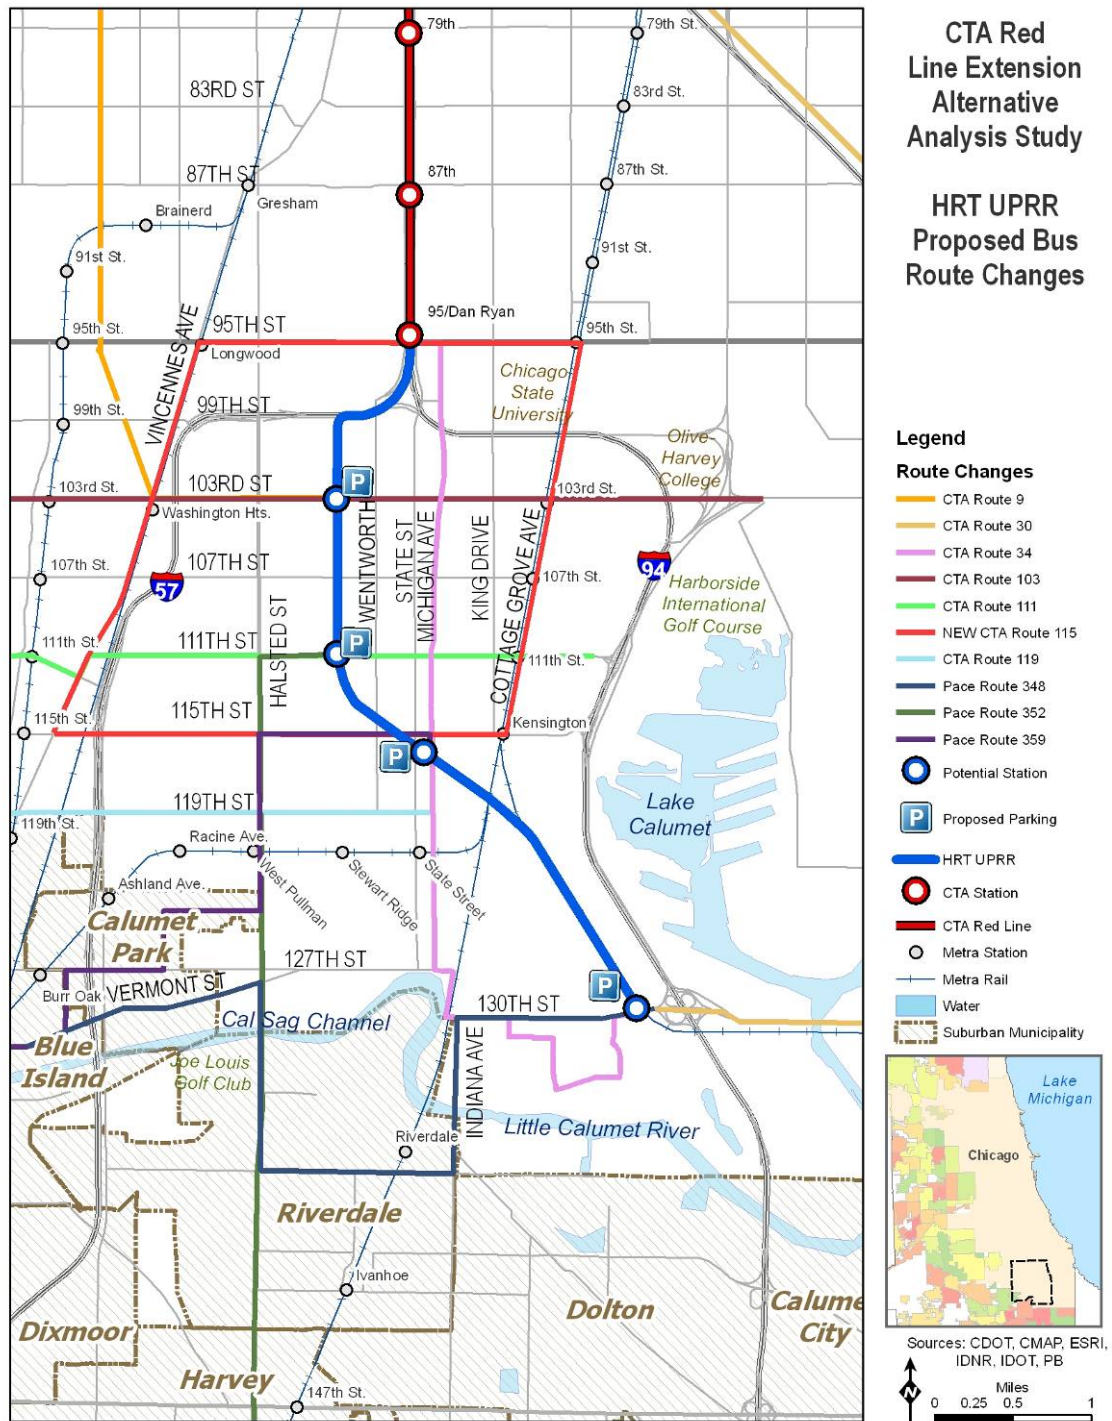 CTA Red
Line Extension
Alternative
Analysis Study
HRT UPRR
Proposed Bus
Route Changes
79th
79th St.
83RD ST
83rd St.
87TH ST
87th
87th St.
Gresham
Brainerd
91st St.
91st St.
95/Dan Ryan
95th St.
95TH ST
95th St.
Longwood
VINCENNES AVE
Chicago
State
University
99TH ST
99th St.
Olive-
Harvey
College
P
103rd St.
103RD ST
103rd St.
Washington Hts.
WENTWORTH
STATE ST
MICHIGAN AVE
KING DRIVE
COTTAGE GROVE AVE
107TH ST
57
94
107th St.
107th St.
Harborside
International
Golf Course
HALSTED ST
111th St.
111TH ST
P
111th St.
115TH ST
115th St.
Kensington
P
119TH ST
119th St.
Lake
Calumet
Racine Ave.
West Pullman
Stewart Ridge
State Street
Ashland Ave.
Calumet
Park
127TH ST
P
Burr Oak
VERMONT ST
130TH ST
Cal Sag Channel
Blue
Island
Joe Louis
Golf Club
INDIANA AVE
Little Calumet River
Riverdale
Riverdale
Ivanhoe
Dolton
Calume
City
Dixmoor
Harvey
147th St.
Legend
Route Changes
CTA Route 9
CTA Route 30
CTA Route 34
CTA Route 103
CTA Route 111
NEW CTA Route 115
CTA Route 119
Pace Route 348
Pace Route 352
Pace Route 359
Potential Station
P Proposed Parking
HRT UPRR
CTA Station
CTA Red Line
Metra Station
Metra Rail
Water
Suburban Municipality
Lake
Michigan
Chicago
Sources: CDOT, CMAP, ESRI,
IDNR, IDOT, PB
N
Miles
0 0.25 0.5 1